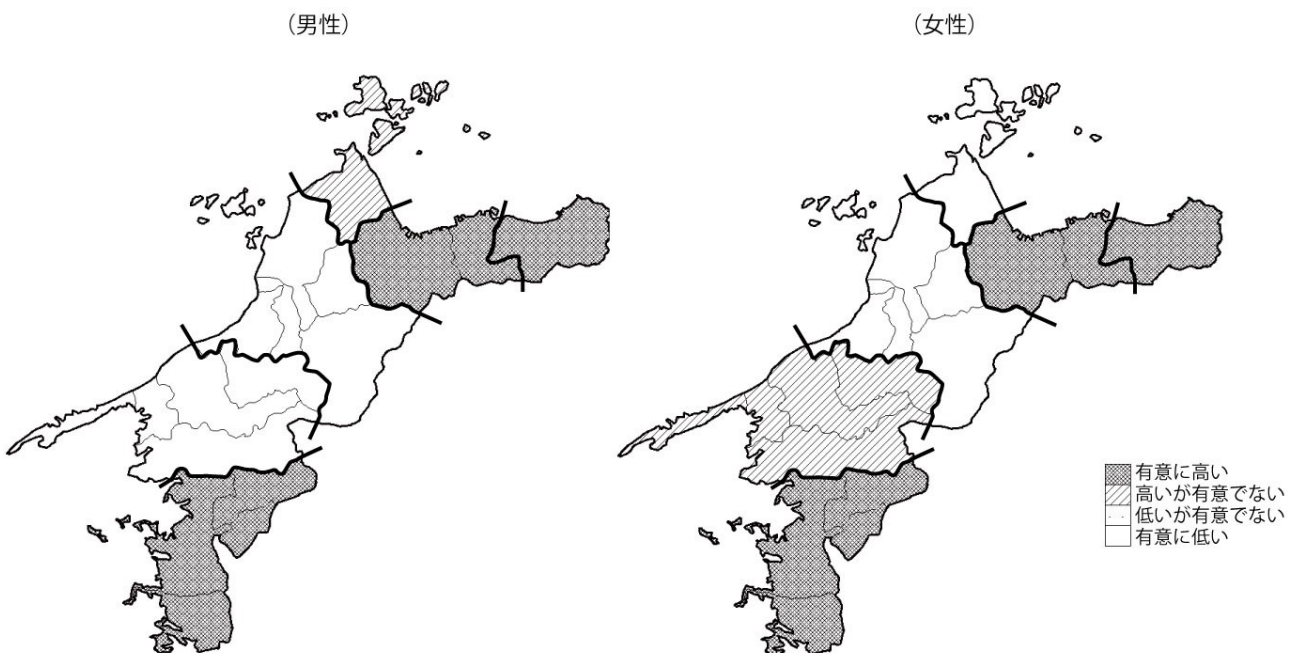 (男性)
(女性)
有意に高い
高いが有意でない
低いが有意でない
有意に低い